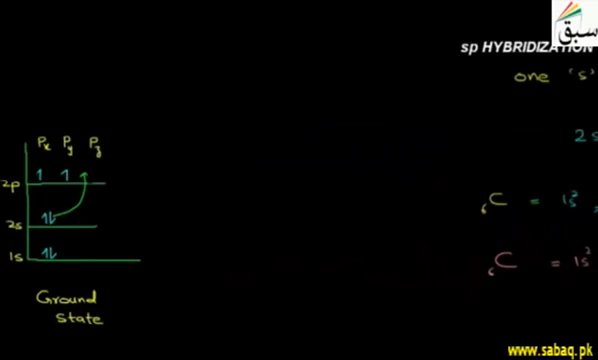 سبق
sp HYBRIDIZATION
one 's'
2s
Px Py Pz
2p
2s
1s
Ground
State
₆C = 1s²
₆C = 1s²
www.sabaq.pk